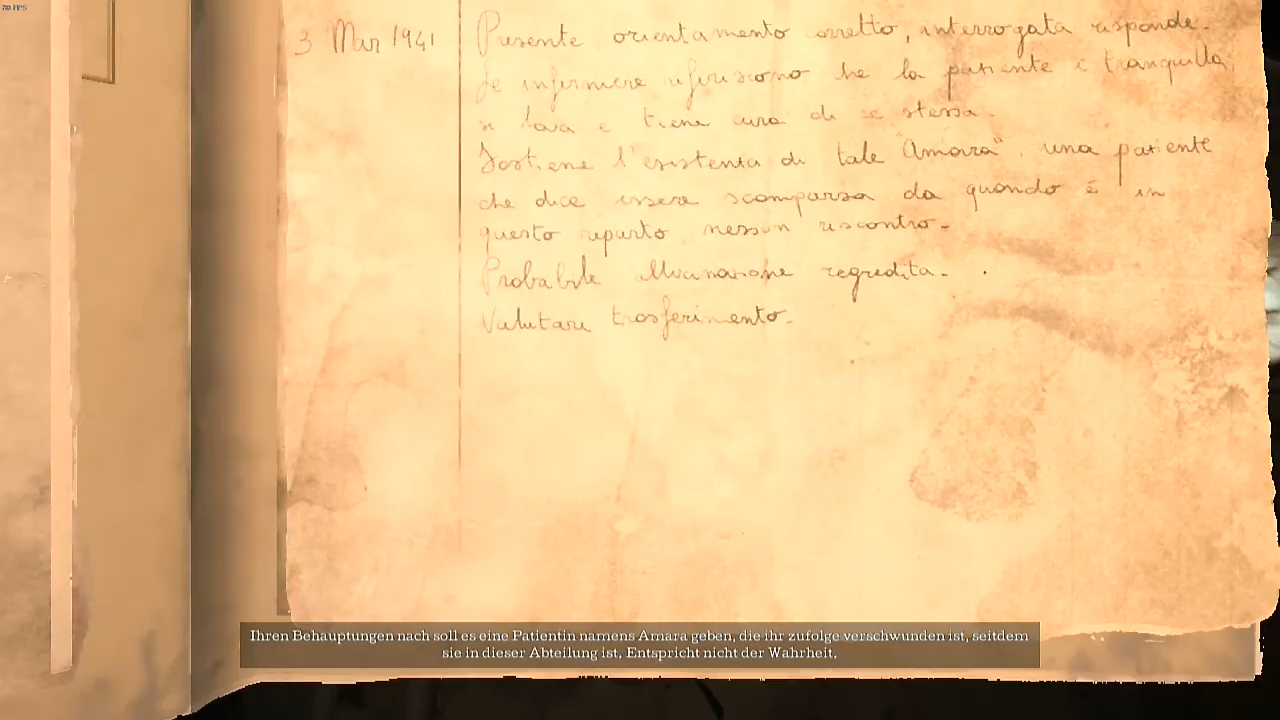 80 FPS
3 Mar 1941
Presente orientamento corretto, interrogata risponde.
Le infermiere riferiscono che la paziente è tranquilla,
si lava e tiene cura di se stessa.
Sostiene l'esistenza di tale "Amara", una paziente
che dice essere scomparsa da quando è in
questo reparto nessun riscontro.
Probabile allucinazione regredita.
Valutare trasferimento.
Ihren Behauptungen nach soll es eine Patientin namens Amara geben, die ihr zufolge verschwunden ist, seitdem
sie in dieser Abteilung ist. Entspricht nicht der Wahrheit.